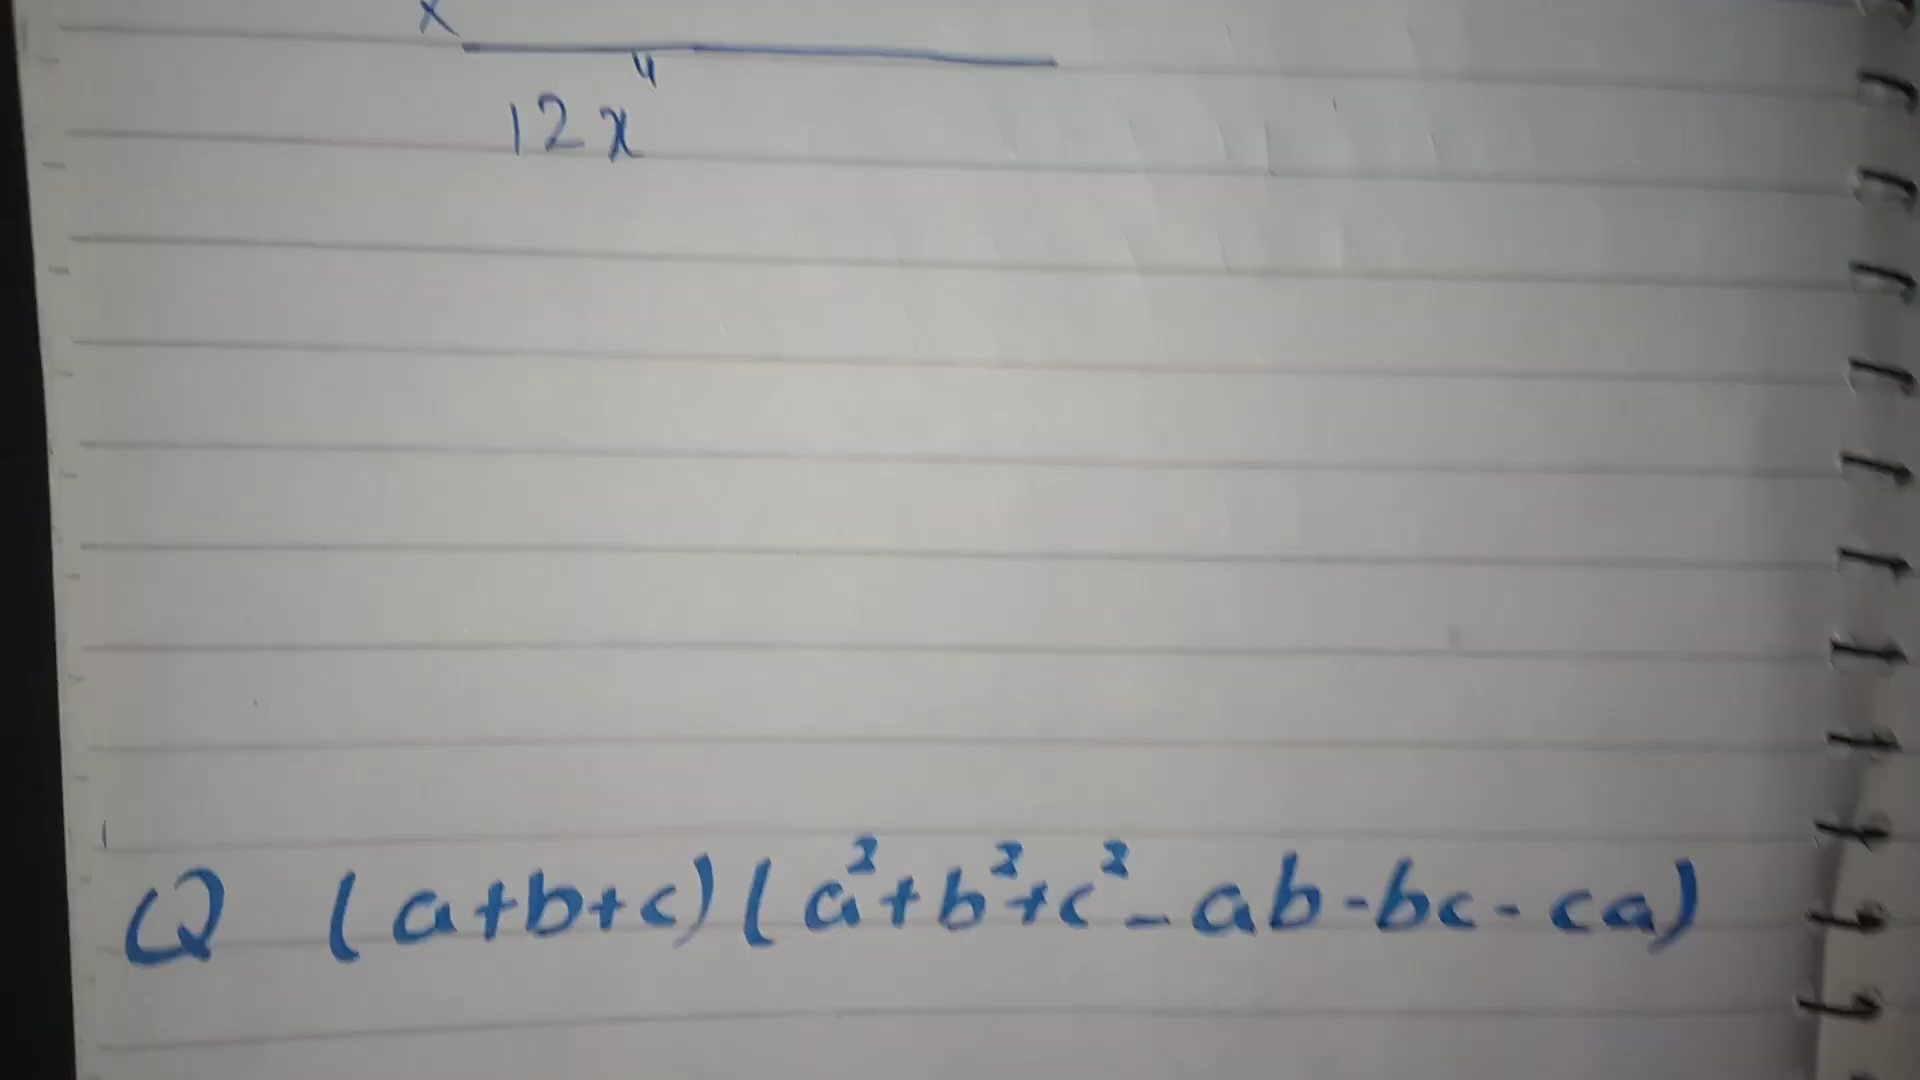 x
12x⁴
Q (a+b+c)(a²+b²+c²-ab-bc-ca)